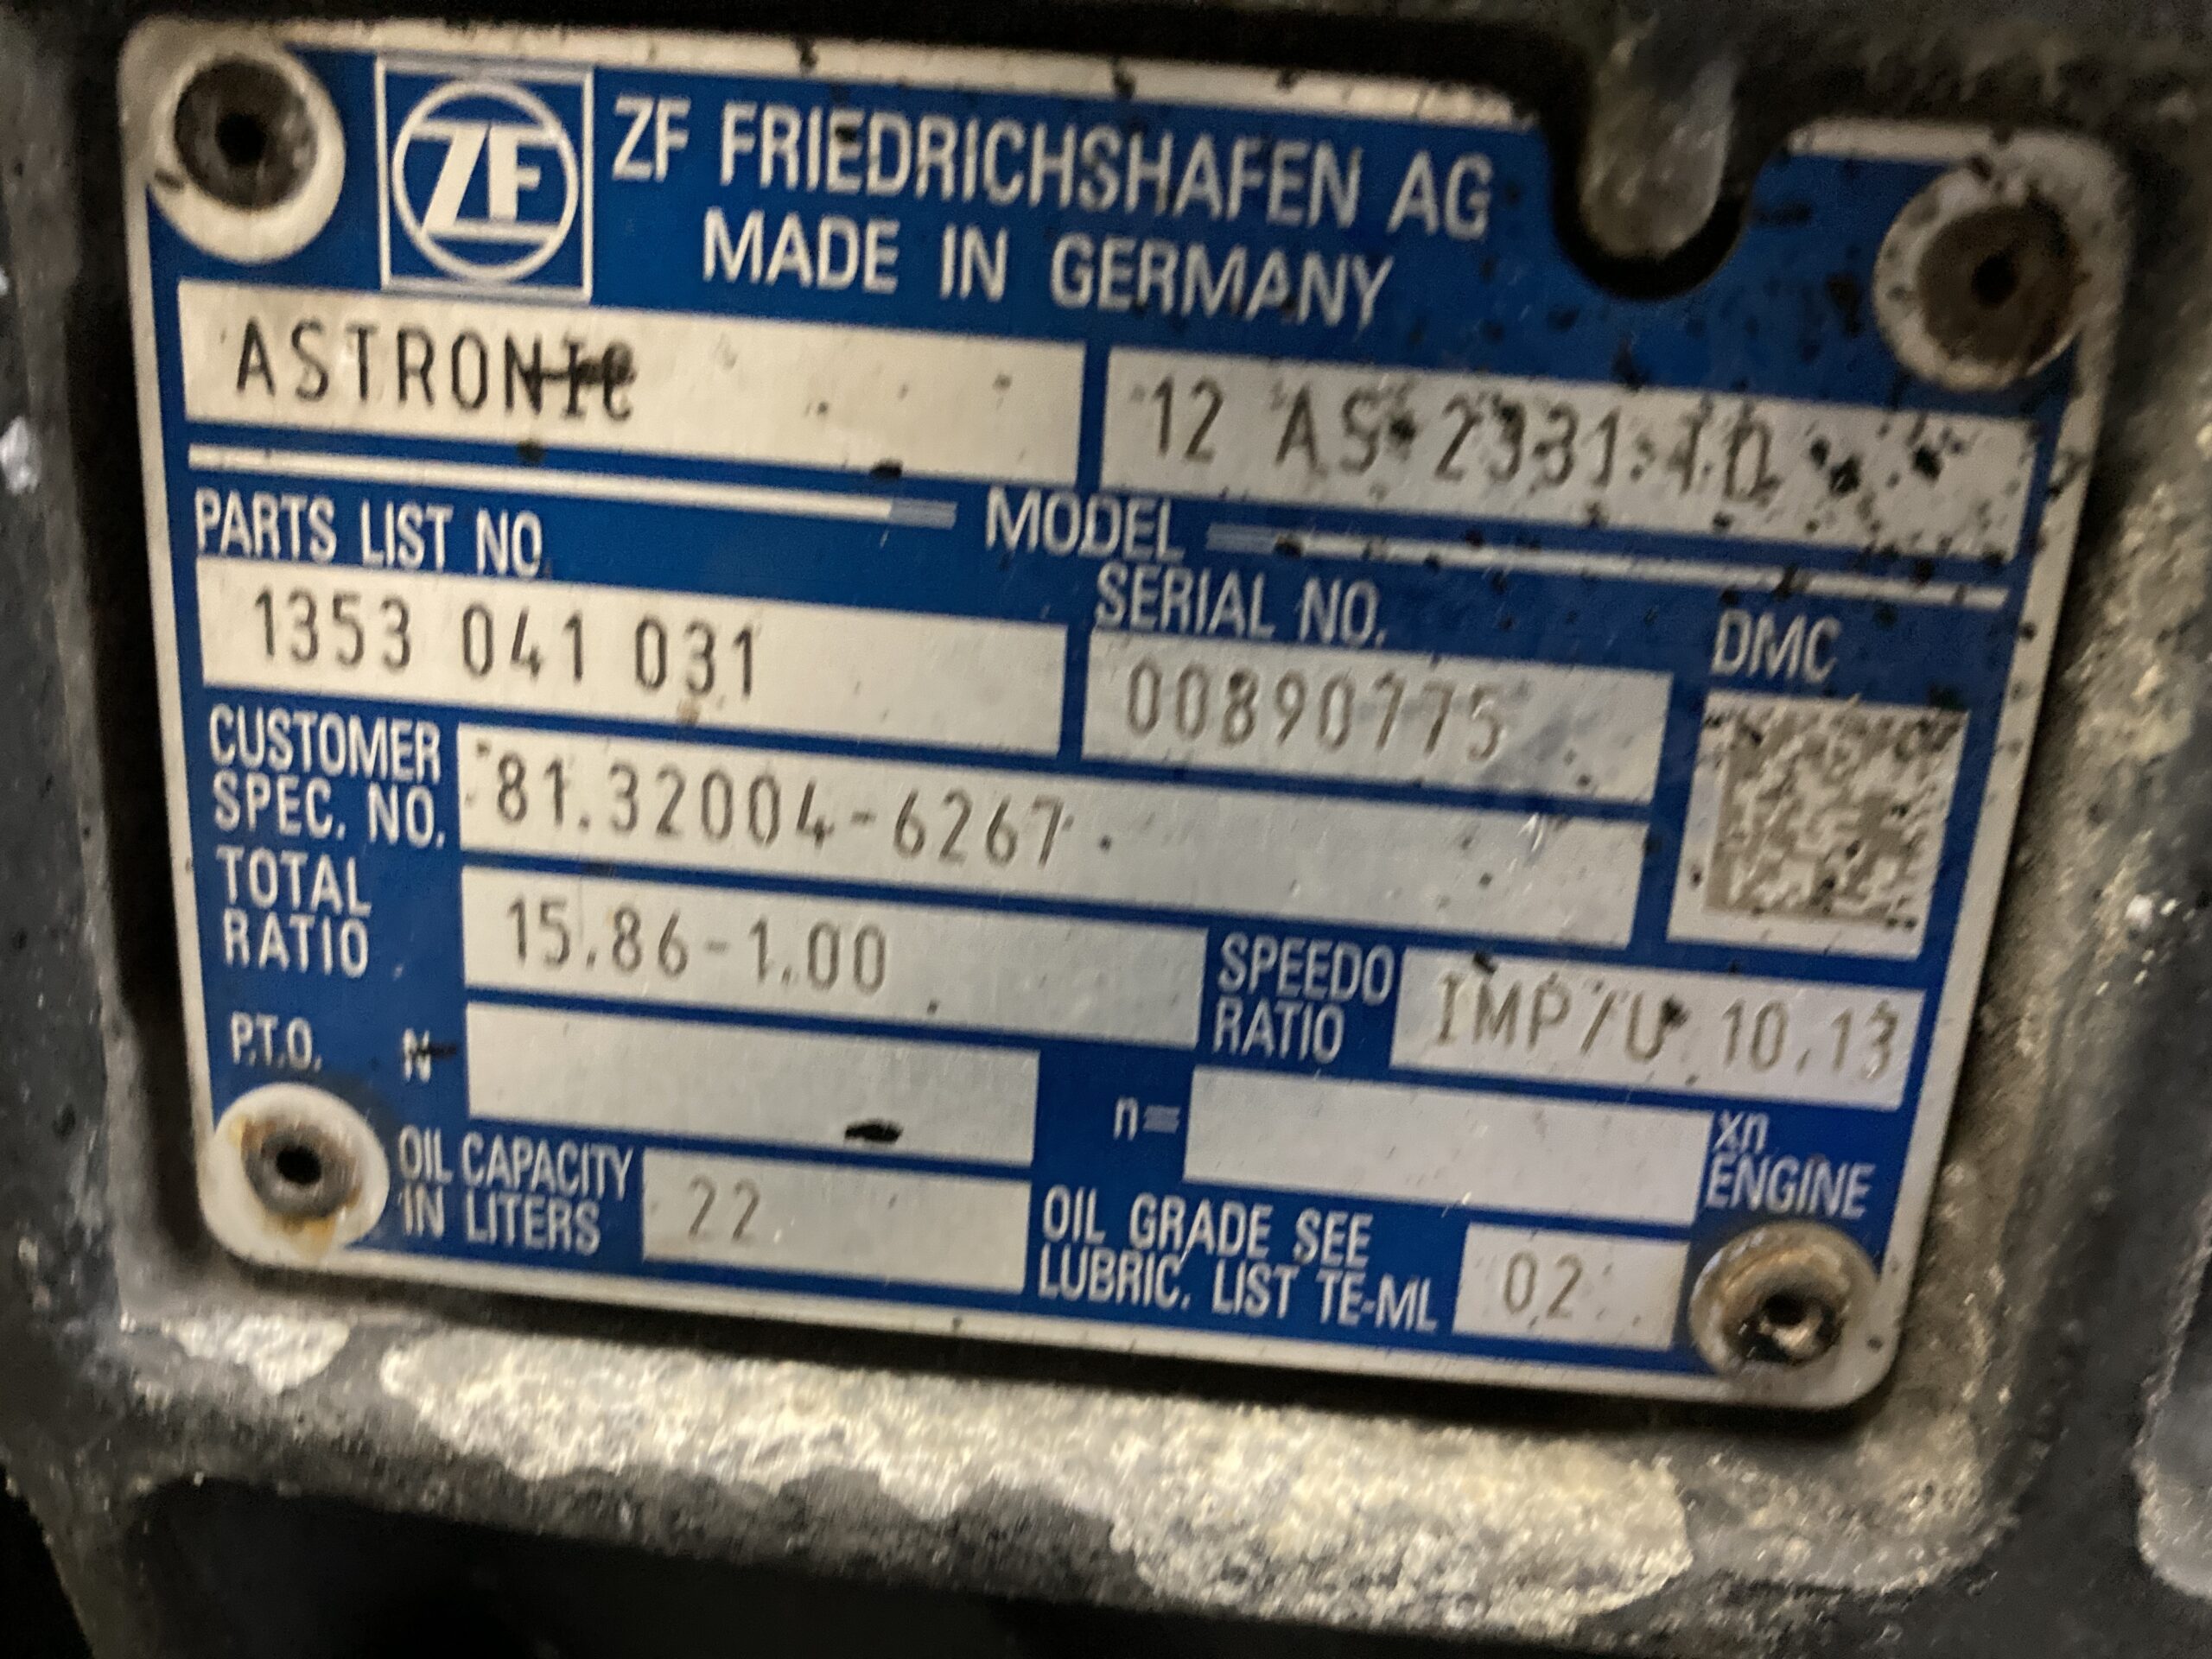 ZF
ZF FRIEDRICHSHAFEN AG
MADE IN GERMANY
ASTRONIC
12 AS 2331 TD
MODEL
PARTS LIST NO.
SERIAL NO.
DMC
1353 041 031
00890775
CUSTOMER
SPEC. NO.
81.32004-6267
TOTAL
RATIO
15.86-1.00
SPEEDO
RATIO
IMP/U 10.13
P.T.O.
N
n=
xn
ENGINE
OIL CAPACITY
IN LITERS
22
OIL GRADE SEE
LUBRIC. LIST TE-ML
02